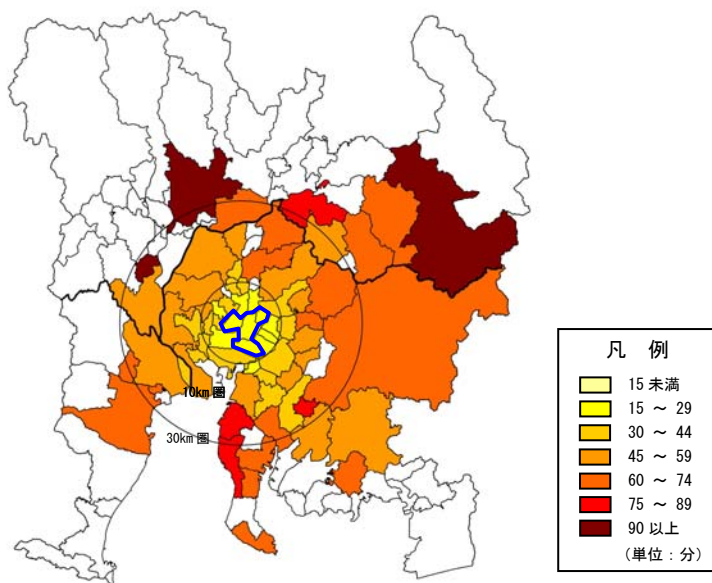 10km圏
30km圏
凡 例
15 未満
15 ～ 29
30 ～ 44
45 ～ 59
60 ～ 74
75 ～ 89
90 以上
(単位：分)